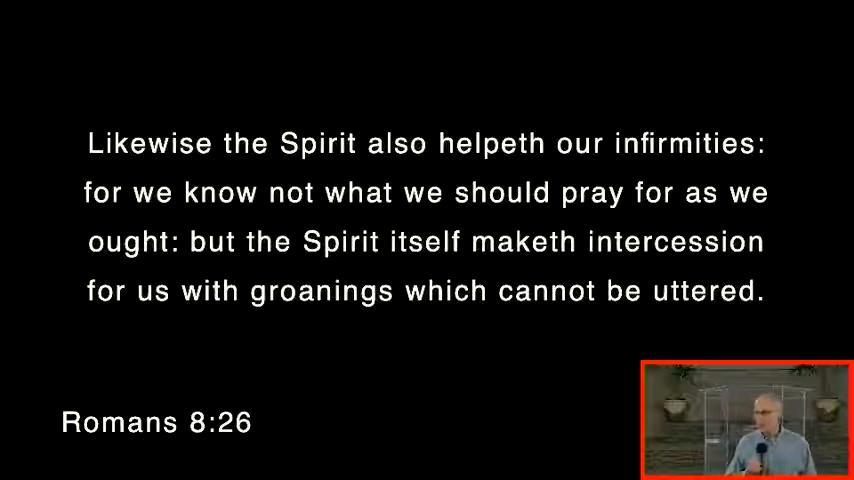 Likewise the Spirit also helpeth our infirmities:
for we know not what we should pray for as we
ought: but the Spirit itself maketh intercession
for us with groanings which cannot be uttered.
Romans 8:26